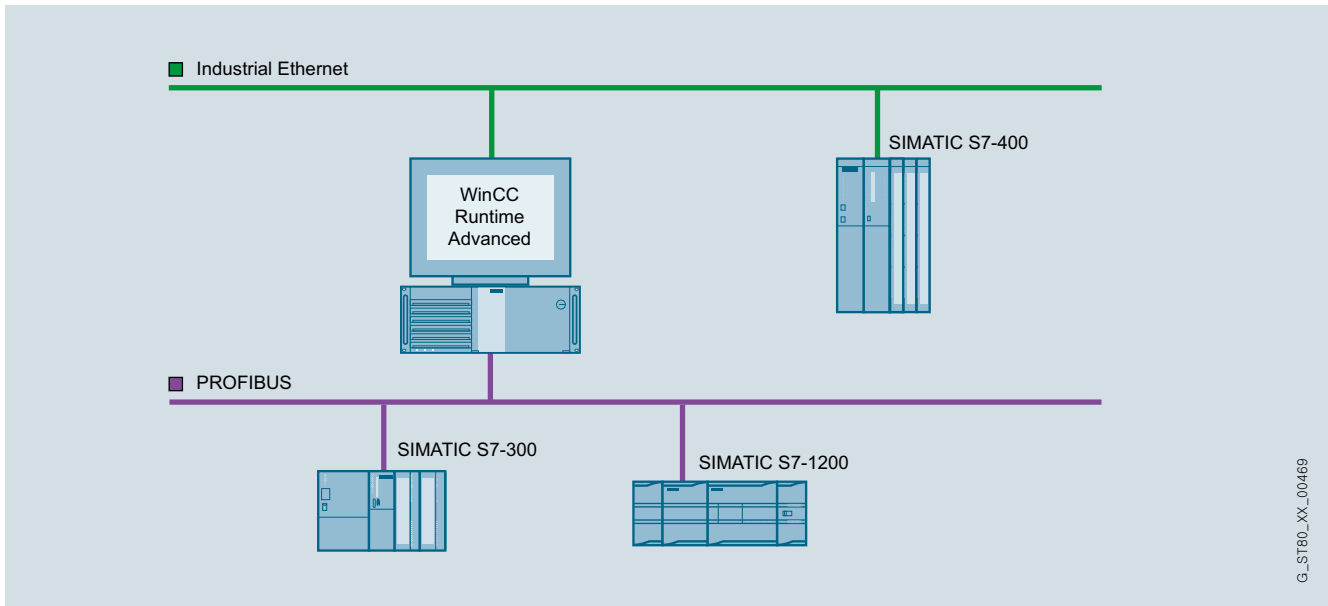 Industrial Ethernet
SIMATIC S7-400
WinCC
Runtime
Advanced
PROFIBUS
SIMATIC S7-300
SIMATIC S7-1200
G_ST80_XX_00469